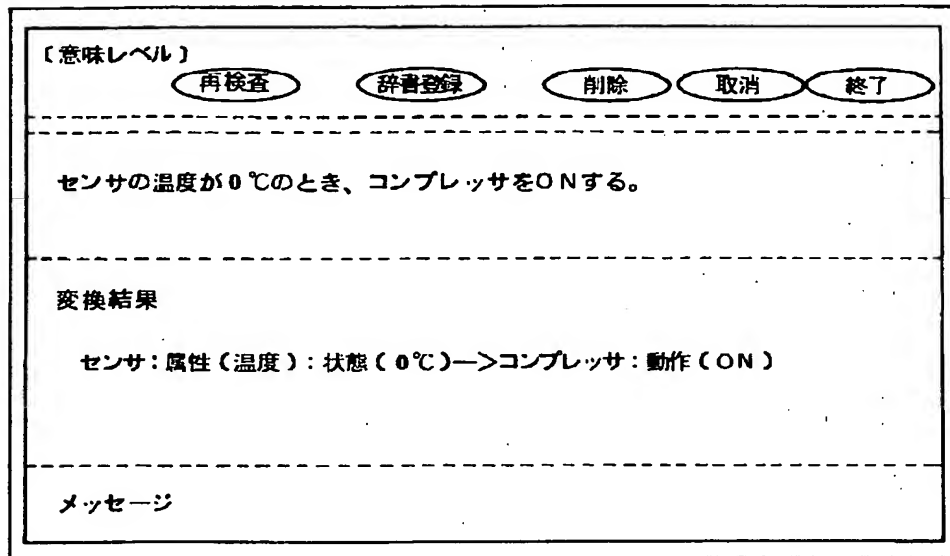 〔意味レベル〕
再検査 辞書登録 削除 取消 終了
センサの温度が0℃のとき、コンプレッサをONする。
変換結果
センサ:属性(温度):状態(0℃)—>コンプレッサ:動作(ON)
メッセージ